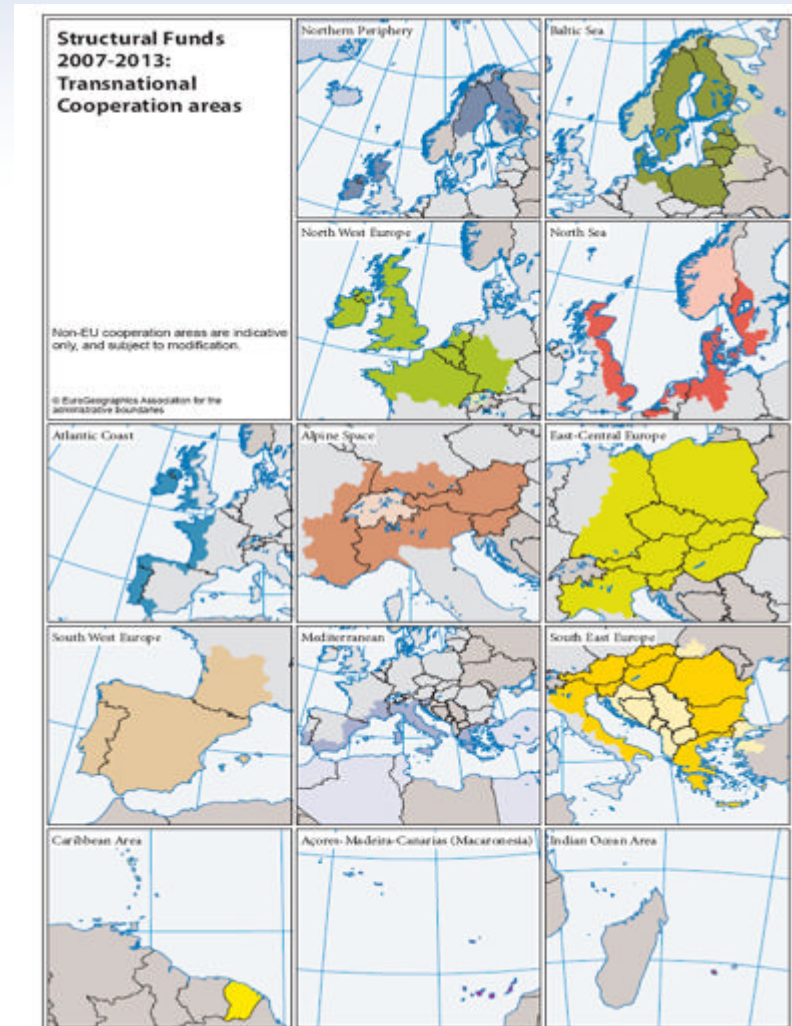 Structural Funds
2007-2013:
Transnational
Cooperation areas
Non-EU cooperation areas are indicative
only, and subject to modification.
© EuroGeographics Association for the
administrative boundaries
Northern Periphery
Baltic Sea
North West Europe
North Sea
Atlantic Coast
Alpine Space
East-Central Europe
South West Europe
Mediterranean
South East Europe
Caribbean Area
Açores-Madeira-Canarias (Macaronesia)
Indian Ocean Area